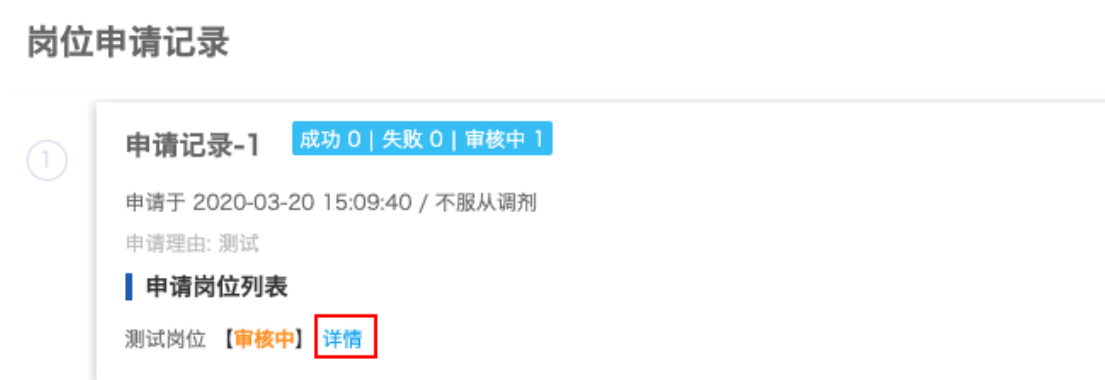 岗位申请记录
1
申请记录-1 成功 0 | 失败 0 | 审核中 1
申请于 2020-03-20 15:09:40 / 不服从调剂
申请理由: 测试
申请岗位列表
测试岗位 【审核中】 详情